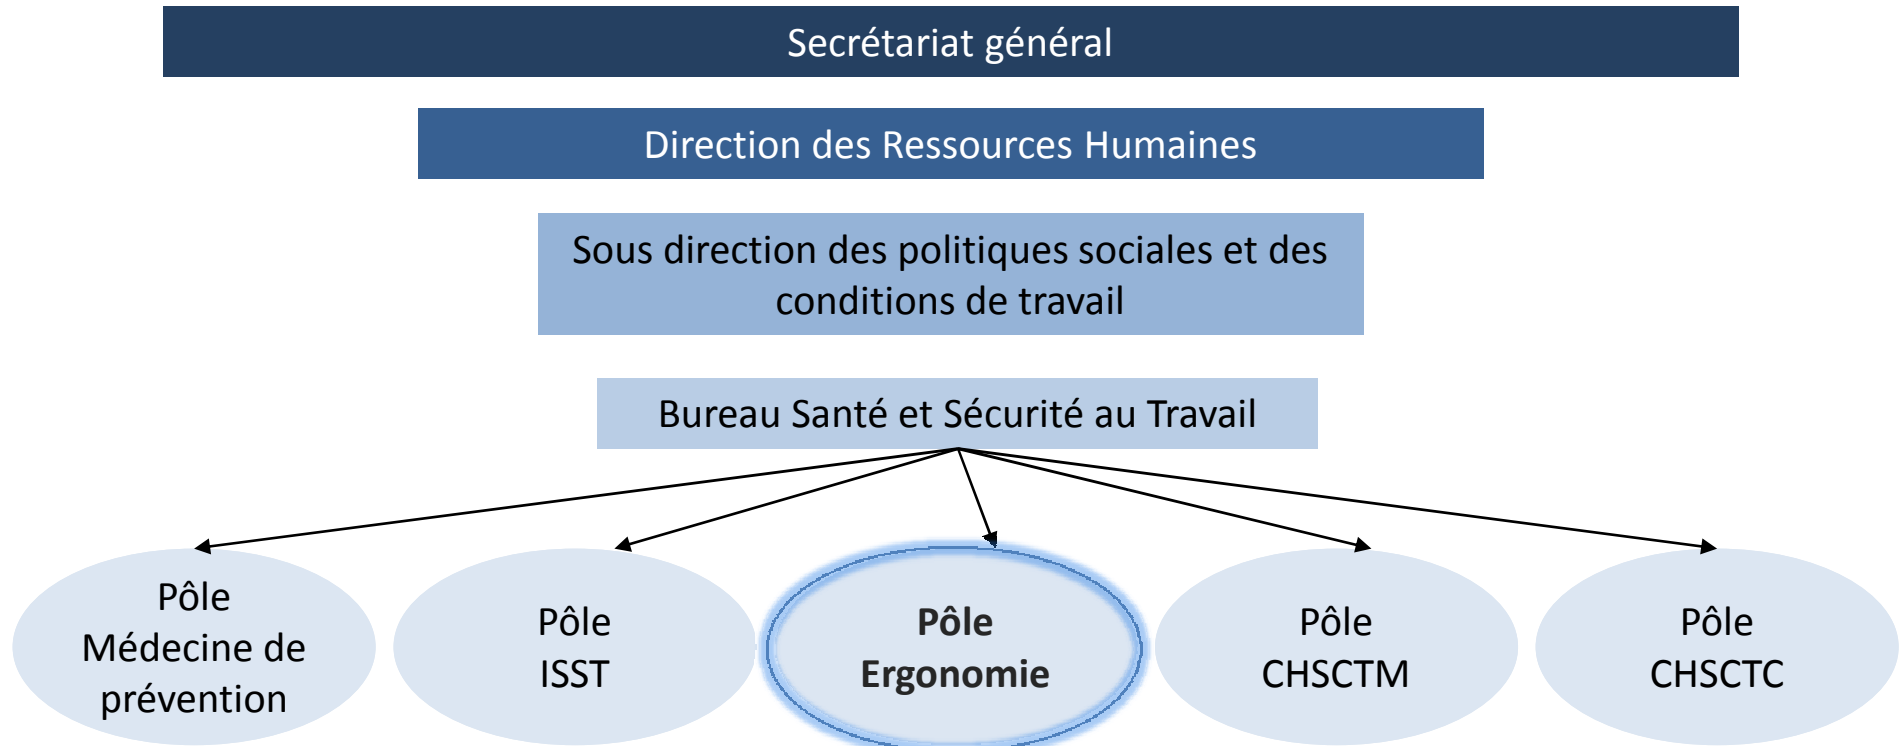 Secrétariat général
Direction des Ressources Humaines
Sous direction des politiques sociales et des
conditions de travail
Bureau Santé et Sécurité au Travail
Pôle
Médecine de
prévention
Pôle
ISST
Pôle
Ergonomie
Pôle
CHSCTM
Pôle
CHSCTC